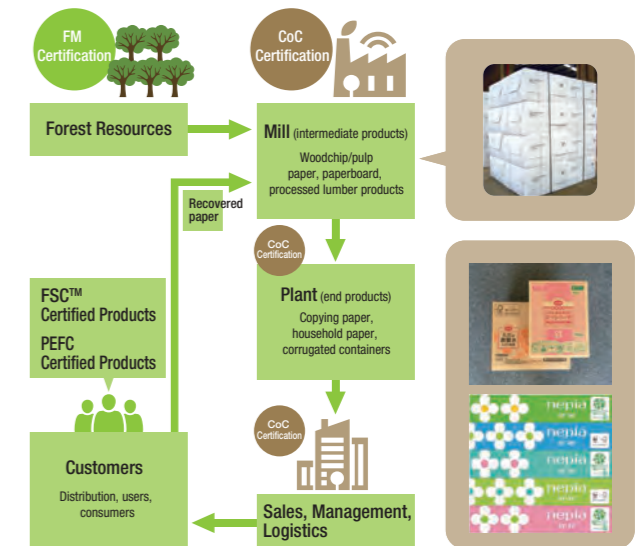 FM
Certification
CoC
Certification
Forest Resources
Mill (intermediate products)
Woodchip/pulp
paper, paperboard,
processed lumber products
Recovered
paper
CoC
Certification
Plant (end products)
Copying paper,
household paper,
corrugated containers
FSC™
Certified Products
PEFC
Certified Products
CoC
Certification
Customers
Distribution, users,
consumers
Sales, Management,
Logistics
nepia
nepia
nepia
nepia
nepia